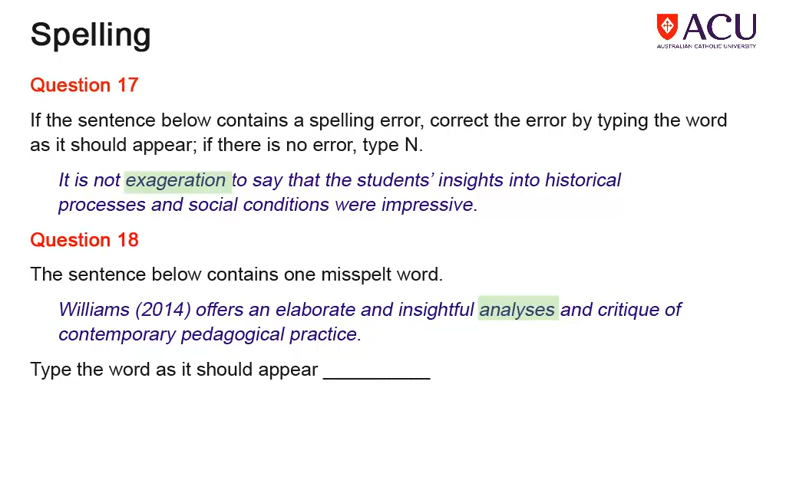 Spelling
ACU
AUSTRALIAN CATHOLIC UNIVERSITY
Question 17
If the sentence below contains a spelling error, correct the error by typing the word
as it should appear; if there is no error, type N.
It is not exageration to say that the students’ insights into historical
processes and social conditions were impressive.
Question 18
The sentence below contains one misspelt word.
Williams (2014) offers an elaborate and insightful analyses and critique of
contemporary pedagogical practice.
Type the word as it should appear __________